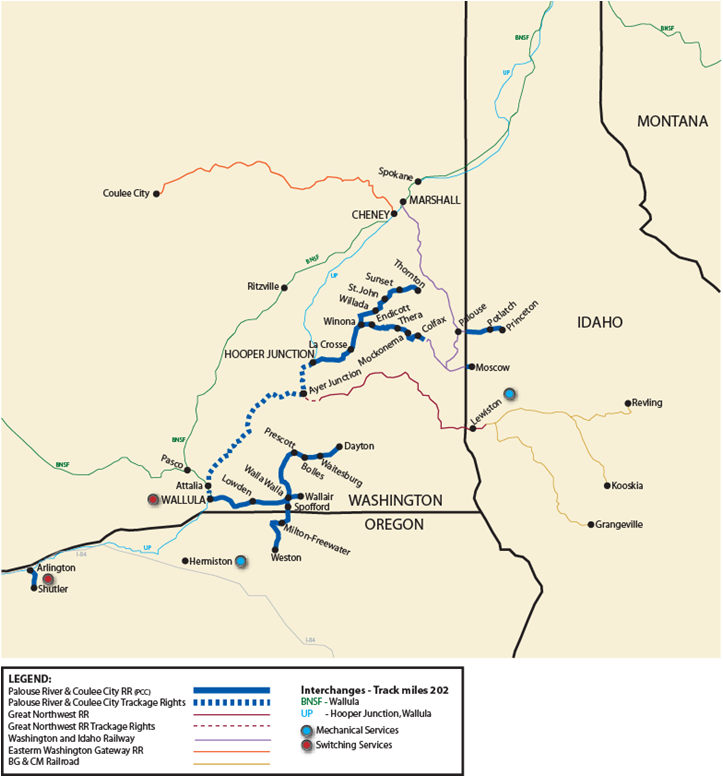 BNSF
UP
BNSF
MONTANA
Spokane
Coulee City
MARSHALL
CHENEY
BNSF
UP
Ritzville
Thornton
Sunset
St. John
Willada
Endicott
Thera
Winona
Colfax
Palouse
Potlatch
Princeton
IDAHO
La Crosse
Mockonema
HOOPER JUNCTION
Moscow
Ayer Junction
Lewiston
Revling
BNSF
Prescott
Dayton
BNSF
Pasco
Bolles
Waitesburg
Attalia
Walla Walla
Lowden
Wallair
Kooskia
WALLULA
Spofford
WASHINGTON
OREGON
Grangeville
Milton-Freewater
UP
I-84
Weston
Hermiston
Arlington
Shutler
I-84
LEGEND:
Palouse River & Coulee City RR (PCC)
Palouse River & Coulee City Trackage Rights
Great Northwest RR
Great Northwest RR Trackage Rights
Washington and Idaho Railway
Easterm Washington Gateway RR
BG & CM Railroad
Interchanges - Track miles 202
BNSF - Wallula
UP - Hooper Junction, Wallula
Mechanical Services
Switching Services